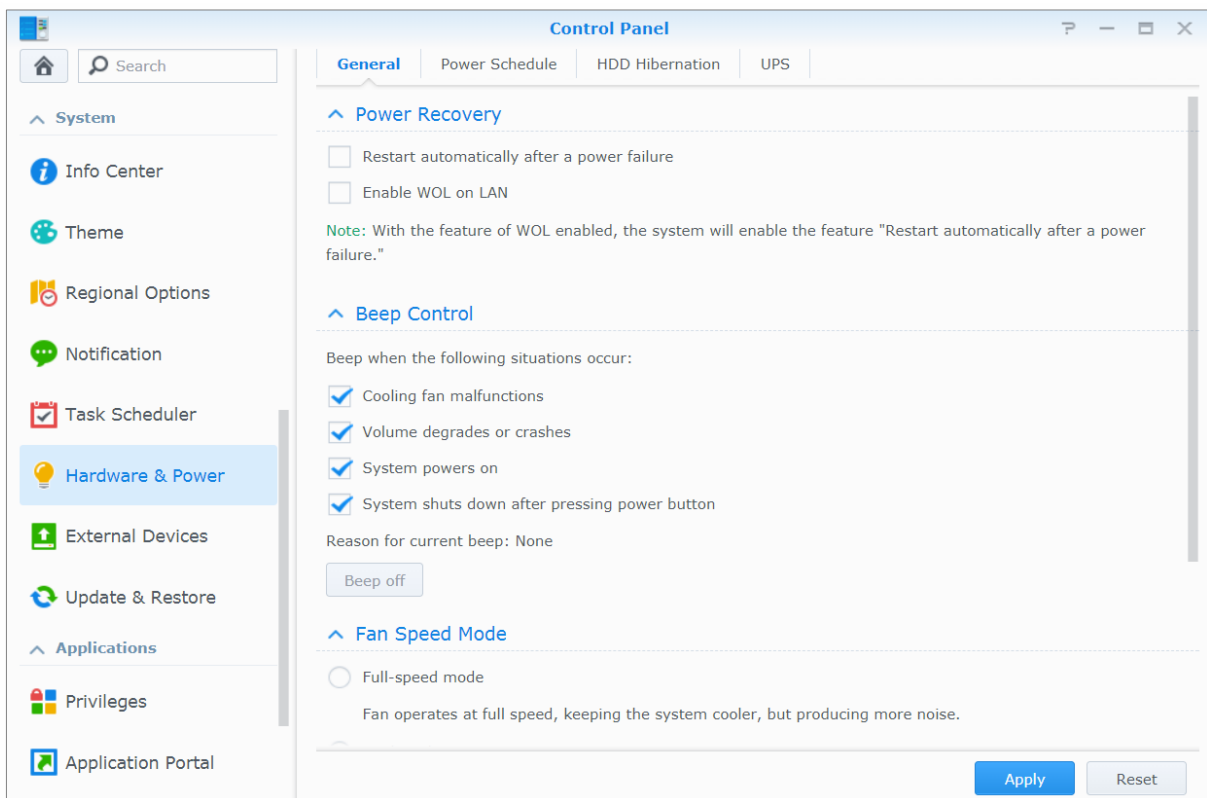 Control Panel
Search
System
Info Center
Theme
Regional Options
Notification
Task Scheduler
Hardware & Power
External Devices
Update & Restore
Applications
Privileges
Application Portal
General
Power Schedule
HDD Hibernation
UPS
Power Recovery
Restart automatically after a power failure
Enable WOL on LAN
Note: With the feature of WOL enabled, the system will enable the feature "Restart automatically after a power
failure."
Beep Control
Beep when the following situations occur:
Cooling fan malfunctions
Volume degrades or crashes
System powers on
System shuts down after pressing power button
Reason for current beep: None
Beep off
Fan Speed Mode
Full-speed mode
Fan operates at full speed, keeping the system cooler, but producing more noise.
Apply
Reset